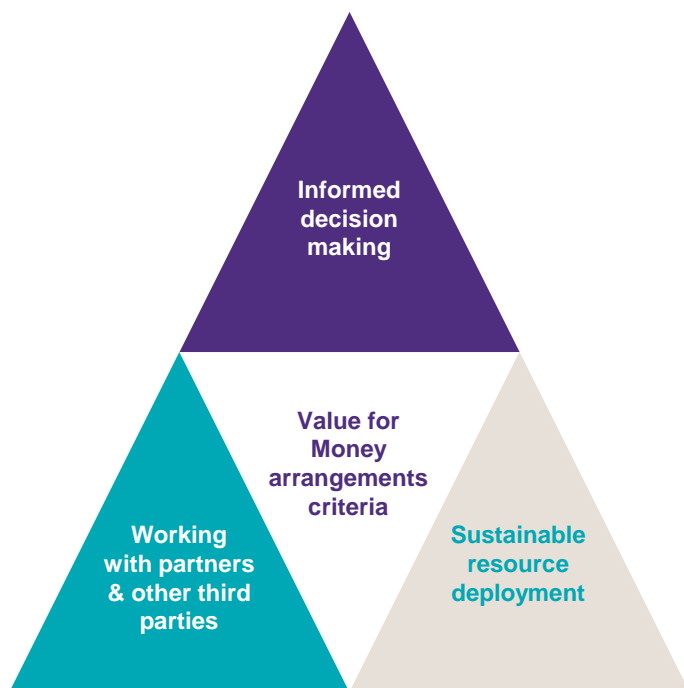 Informed
decision
making
Value for
Money
arrangements
criteria
Working
with partners
& other third
parties
Sustainable
resource
deployment